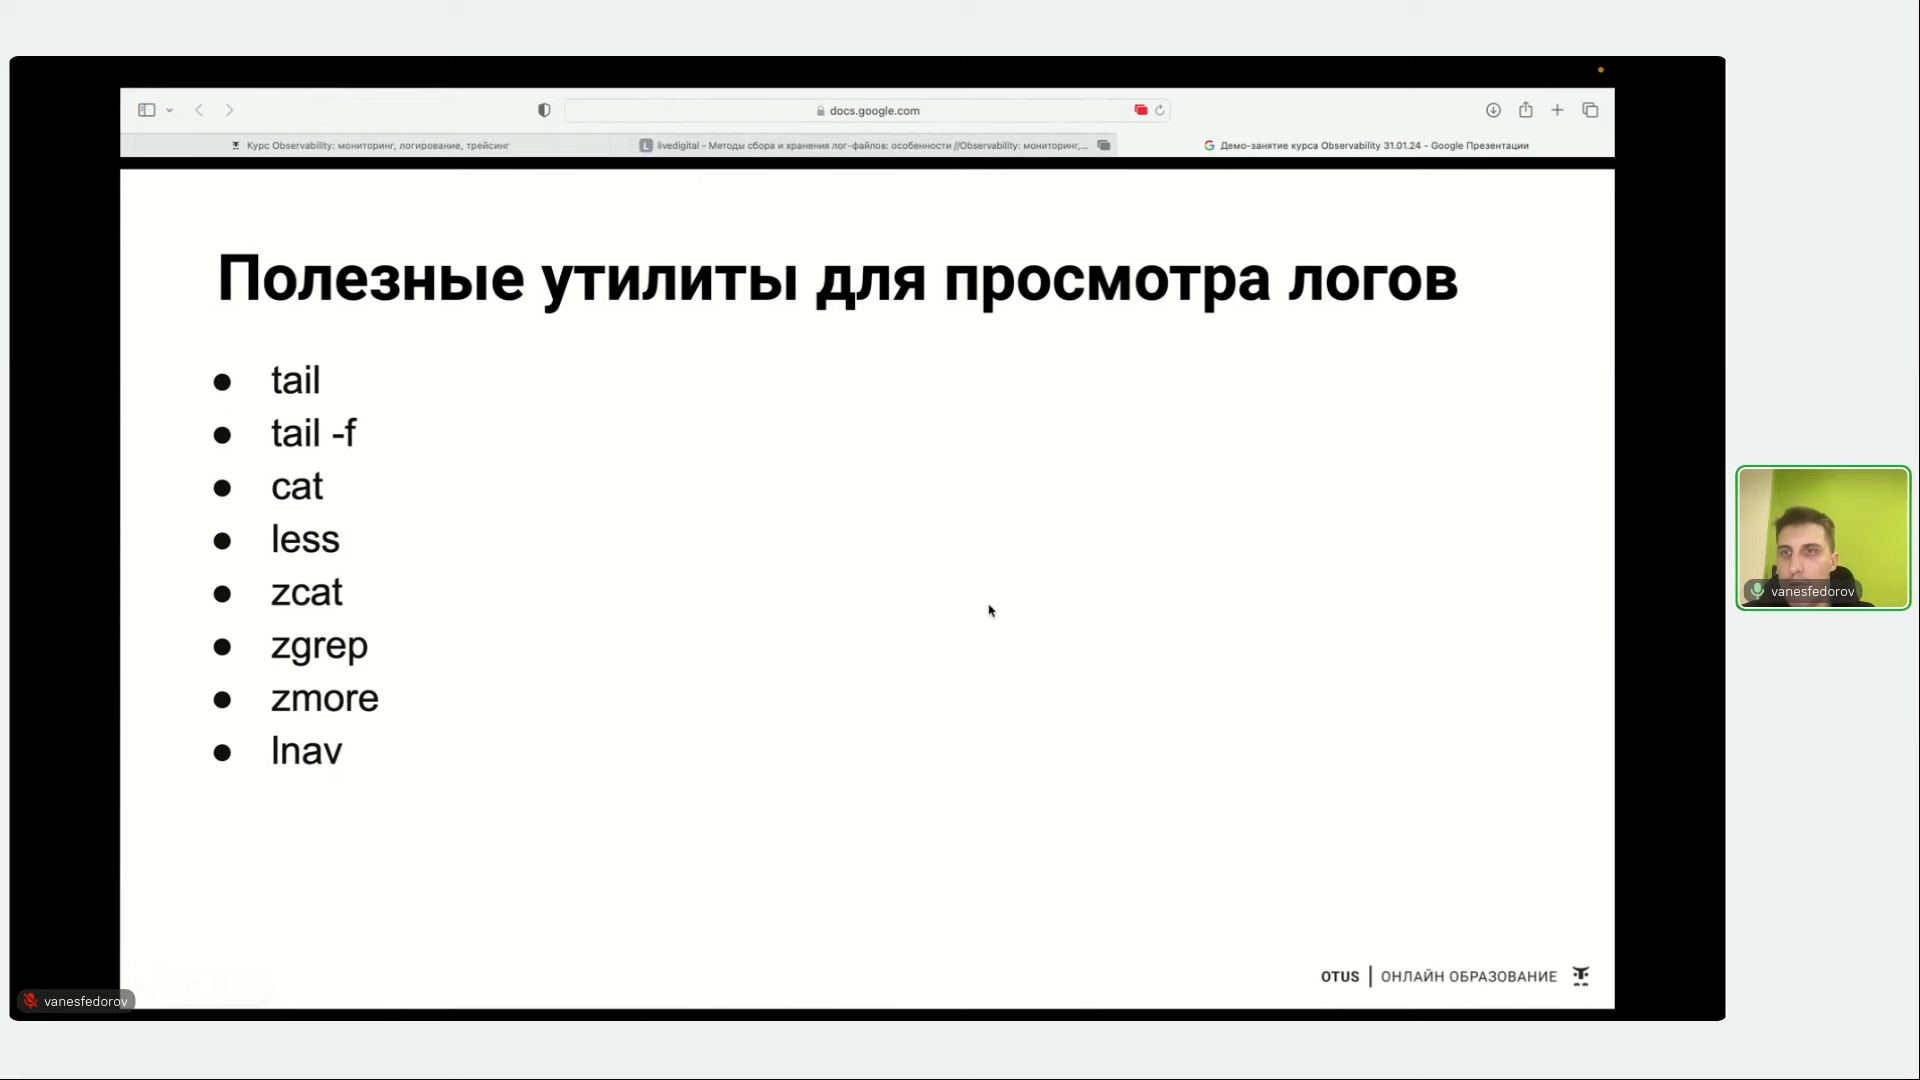 docs.google.com
Курс Observability: мониторинг, логирование, трейсинг
L livedigital - Методы сбора и хранения лог-файлов: особенности //Observability: мониторинг,...
Демо-занятие курса Observability 31.01.24 - Google Презентации
Полезные утилиты для просмотра логов
● tail
● tail -f
● cat
● less
● zcat
● zgrep
● zmore
● lnav
vanesfedorov
OTUS | ОНЛАЙН ОБРАЗОВАНИЕ
vanesfedorov